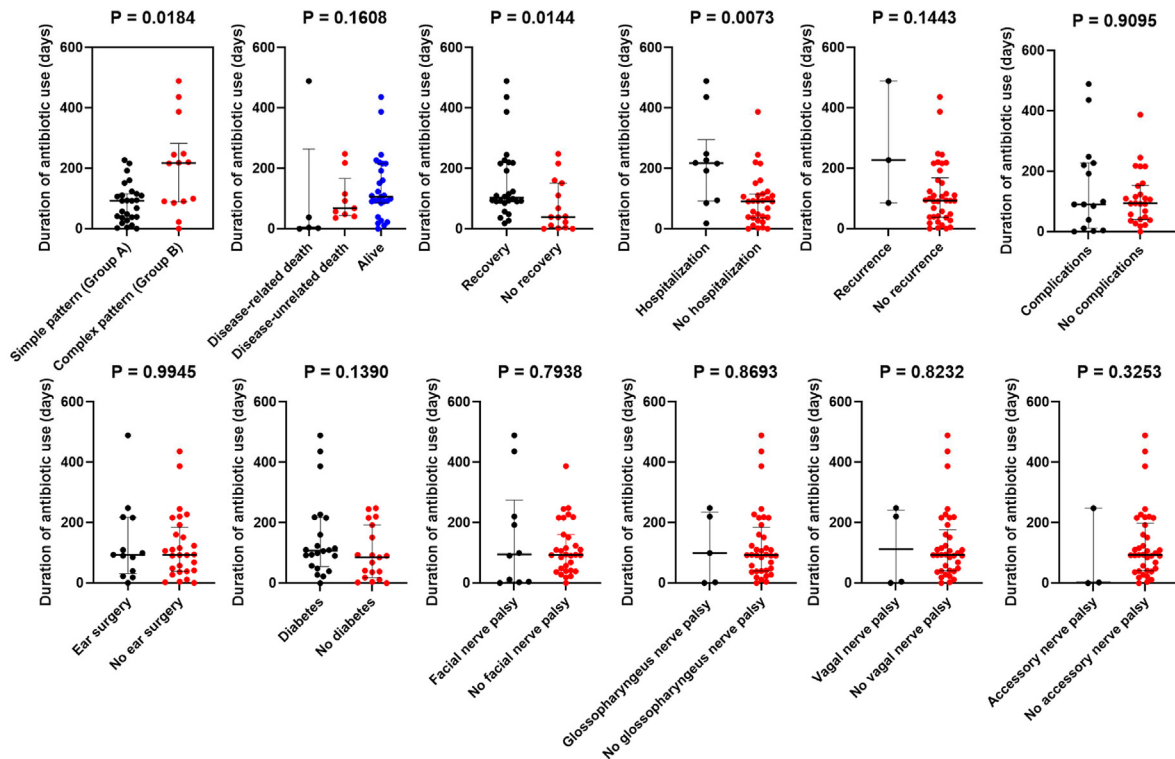 P = 0.0184
Duration of antibiotic use (days)
600
400
200
0
Simple pattern (Group A)
Complex pattern (Group B)
P = 0.1608
Duration of antibiotic use (days)
600
400
200
0
Disease-related death
Disease-unrelated death
Alive
P = 0.0144
Duration of antibiotic use (days)
600
400
200
0
Recovery
No recovery
P = 0.0073
Duration of antibiotic use (days)
600
400
200
0
Hospitalization
No hospitalization
P = 0.1443
Duration of antibiotic use (days)
600
400
200
0
Recurrence
No recurrence
P = 0.9095
Duration of antibiotic use (days)
600
400
200
0
Complications
No complications
P = 0.9945
Duration of antibiotic use (days)
600
400
200
0
Ear surgery
No ear surgery
P = 0.1390
Duration of antibiotic use (days)
600
400
200
0
Diabetes
No diabetes
P = 0.7938
Duration of antibiotic use (days)
600
400
200
0
Facial nerve palsy
No facial nerve palsy
P = 0.8693
Duration of antibiotic use (days)
600
400
200
0
Glossopharyngeus nerve palsy
No glossopharyngeus nerve palsy
P = 0.8232
Duration of antibiotic use (days)
600
400
200
0
Vagal nerve palsy
No vagal nerve palsy
P = 0.3253
Duration of antibiotic use (days)
600
400
200
0
Accessory nerve palsy
No accessory nerve palsy